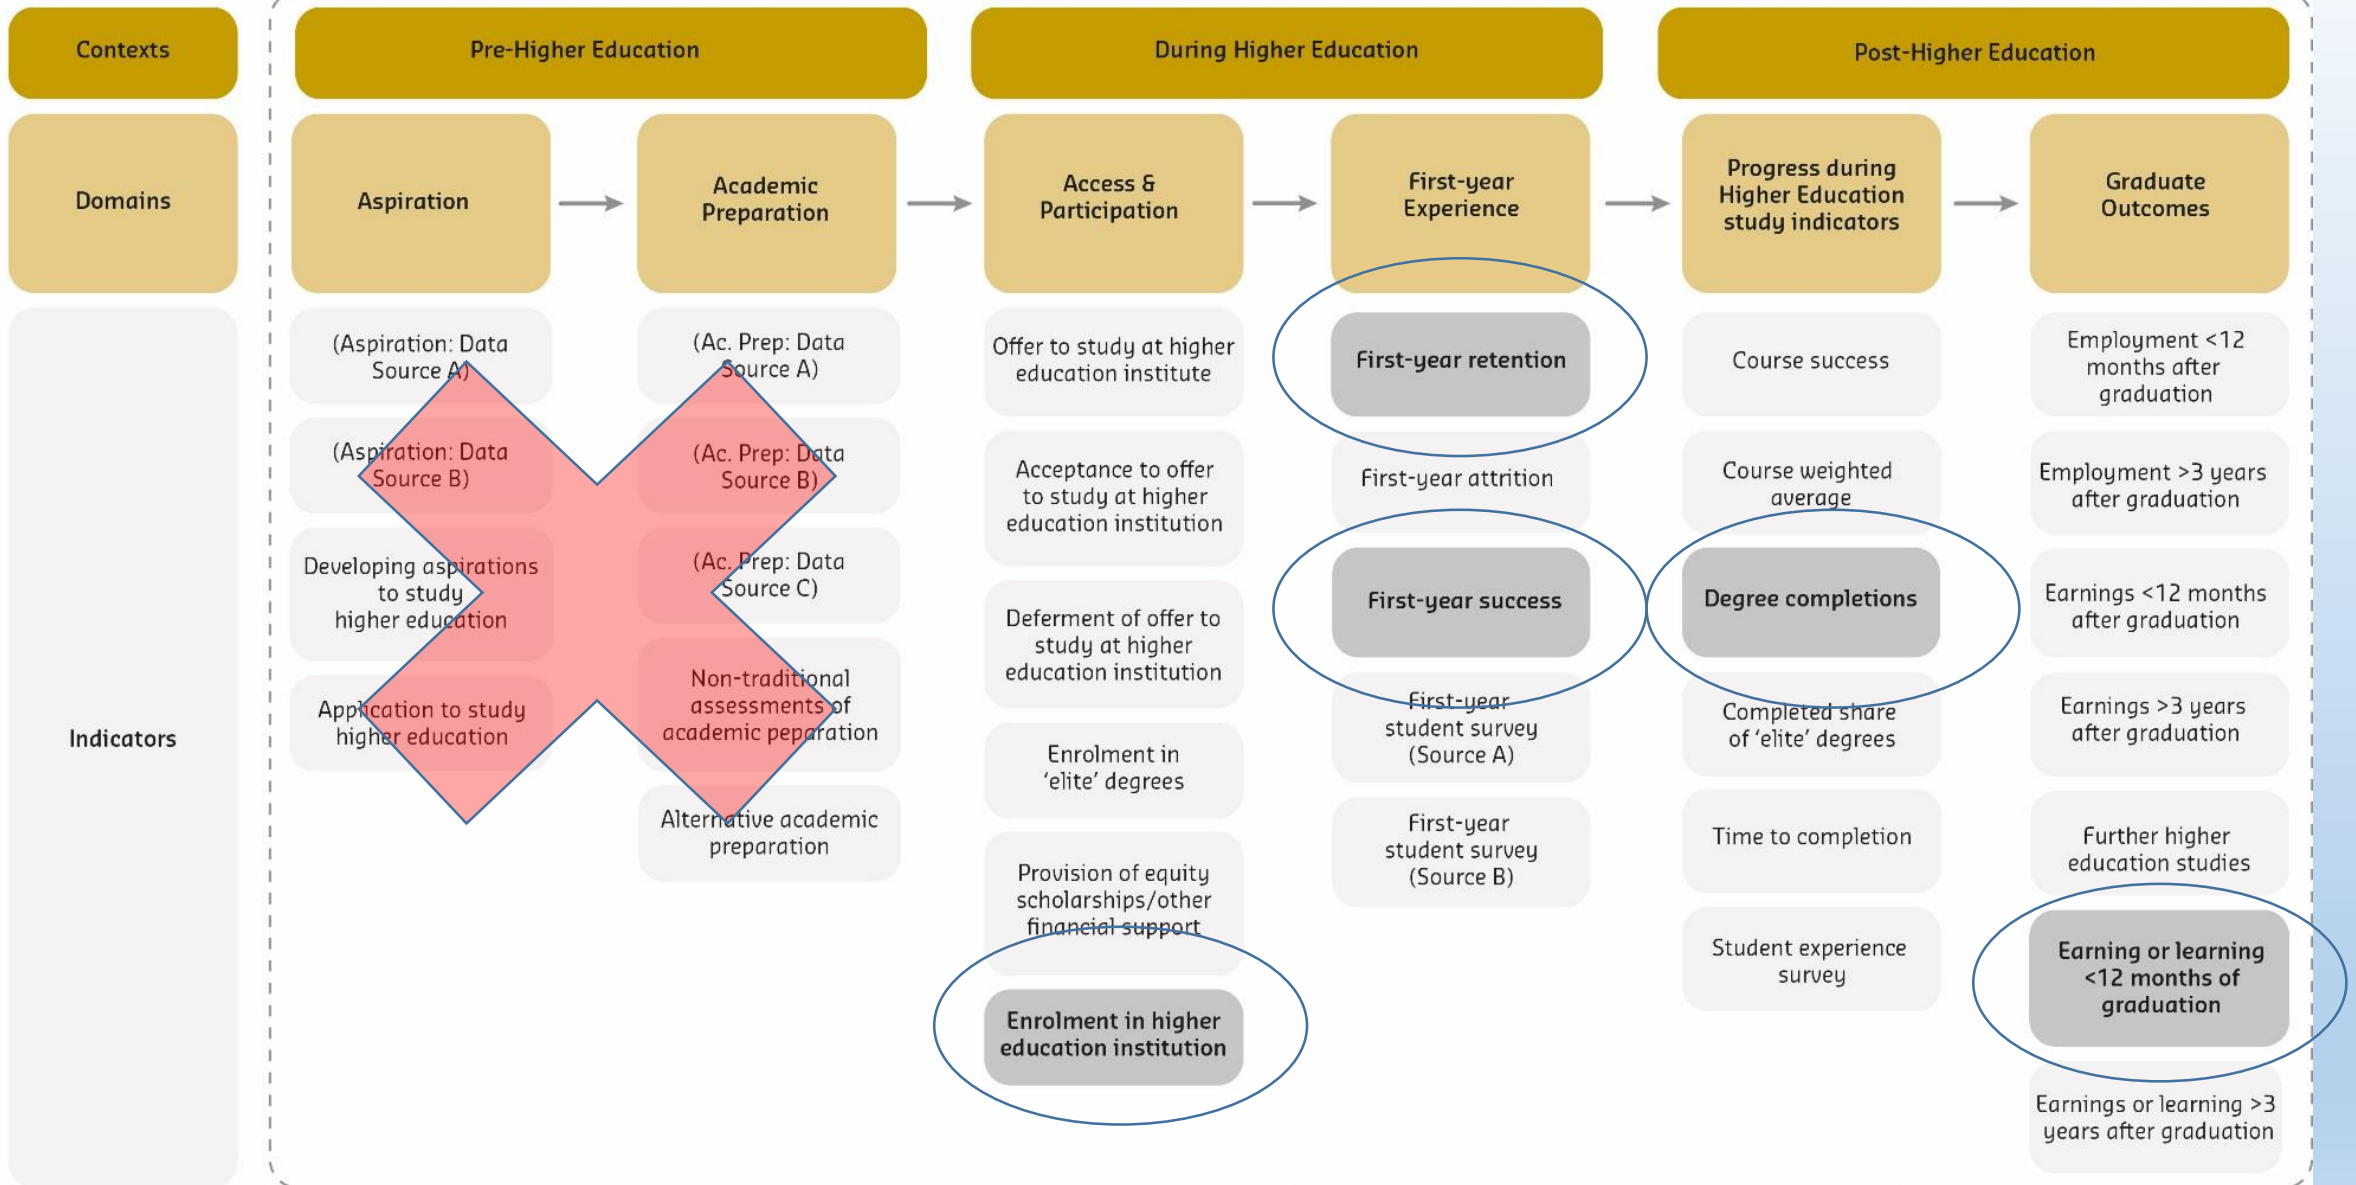 Contexts
Pre-Higher Education
During Higher Education
Post-Higher Education
Domains
Aspiration
Academic
Preparation
Access &
Participation
First-year
Experience
Progress during
Higher Education
study indicators
Graduate
Outcomes
Indicators
(Aspiration: Data
Source A)
(Aspiration: Data
Source B)
Developing aspirations
to study
higher education
Application to study
higher education
(Ac. Prep: Data
Source A)
(Ac. Prep: Data
Source B)
(Ac. Prep: Data
Source C)
Non-traditional
assessments of
academic peparation
Alternative academic
preparation
Offer to study at higher
education institute
Acceptance to offer
to study at higher
education institution
Deferment of offer to
study at higher
education institution
Enrolment in
‘elite’ degrees
Provision of equity
scholarships/other
financial support
Enrolment in higher
education institution
First-year retention
First-year attrition
First-year success
First-year
student survey
(Source A)
First-year
student survey
(Source B)
Course success
Course weighted
average
Degree completions
Completed share
of ‘elite’ degrees
Time to completion
Student experience
survey
Employment <12
months after
graduation
Employment >3 years
after graduation
Earnings <12 months
after graduation
Earnings >3 years
after graduation
Further higher
education studies
Earning or learning
<12 months of
graduation
Earnings or learning >3
years after graduation